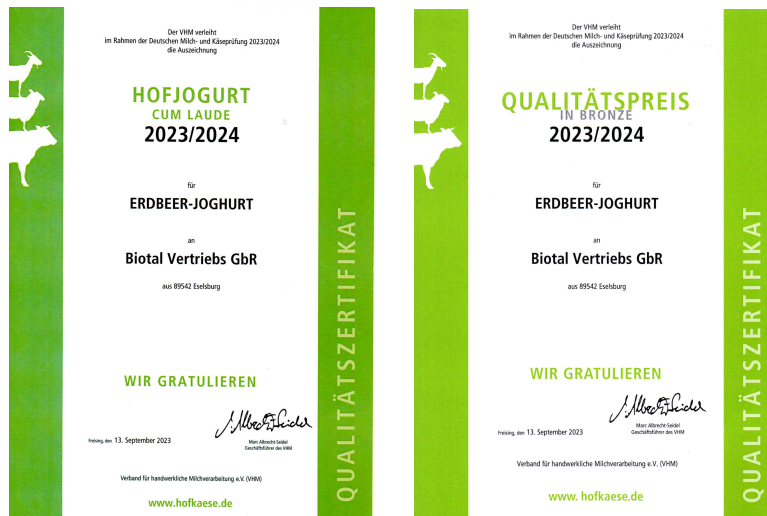 Der VHM verleiht
im Rahmen der Deutschen Milch- und Käseprüfung 2023/2024
die Auszeichnung
HOFJOGURT
CUM LAUDE
2023/2024
für
ERDBEER-JOGHURT
an
Biotal Vertriebs GbR
aus 89542 Eselsburg
WIR GRATULIEREN
Freising, den 13. September 2023
Marc Albrecht-Seidel
Geschäftsführer des VHM
Verband für handwerkliche Milchverarbeitung e.V. (VHM)
www.hofkaese.de
QUALITÄTSZERTIFIKAT
Der VHM verleiht
im Rahmen der Deutschen Milch- und Käseprüfung 2023/2024
die Auszeichnung
QUALITÄTSPREIS
IN BRONZE
2023/2024
für
ERDBEER-JOGHURT
an
Biotal Vertriebs GbR
aus 89542 Eselsburg
WIR GRATULIEREN
Freising, den 13. September 2023
Marc Albrecht-Seidel
Geschäftsführer des VHM
Verband für handwerkliche Milchverarbeitung e.V. (VHM)
www. hofkaese.de
QUALITÄTSZERTIFIKAT